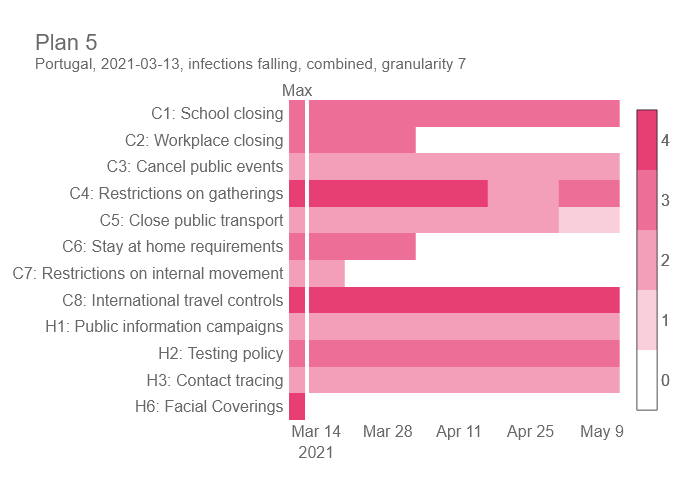 Plan 5
Portugal, 2021-03-13, infections falling, combined, granularity 7
Max
C1: School closing
C2: Workplace closing
C3: Cancel public events
C4: Restrictions on gatherings
C5: Close public transport
C6: Stay at home requirements
C7: Restrictions on internal movement
C8: International travel controls
H1: Public information campaigns
H2: Testing policy
H3: Contact tracing
H6: Facial Coverings
4
3
2
1
0
Mar 14 Mar 28 Apr 11 Apr 25 May 9
2021